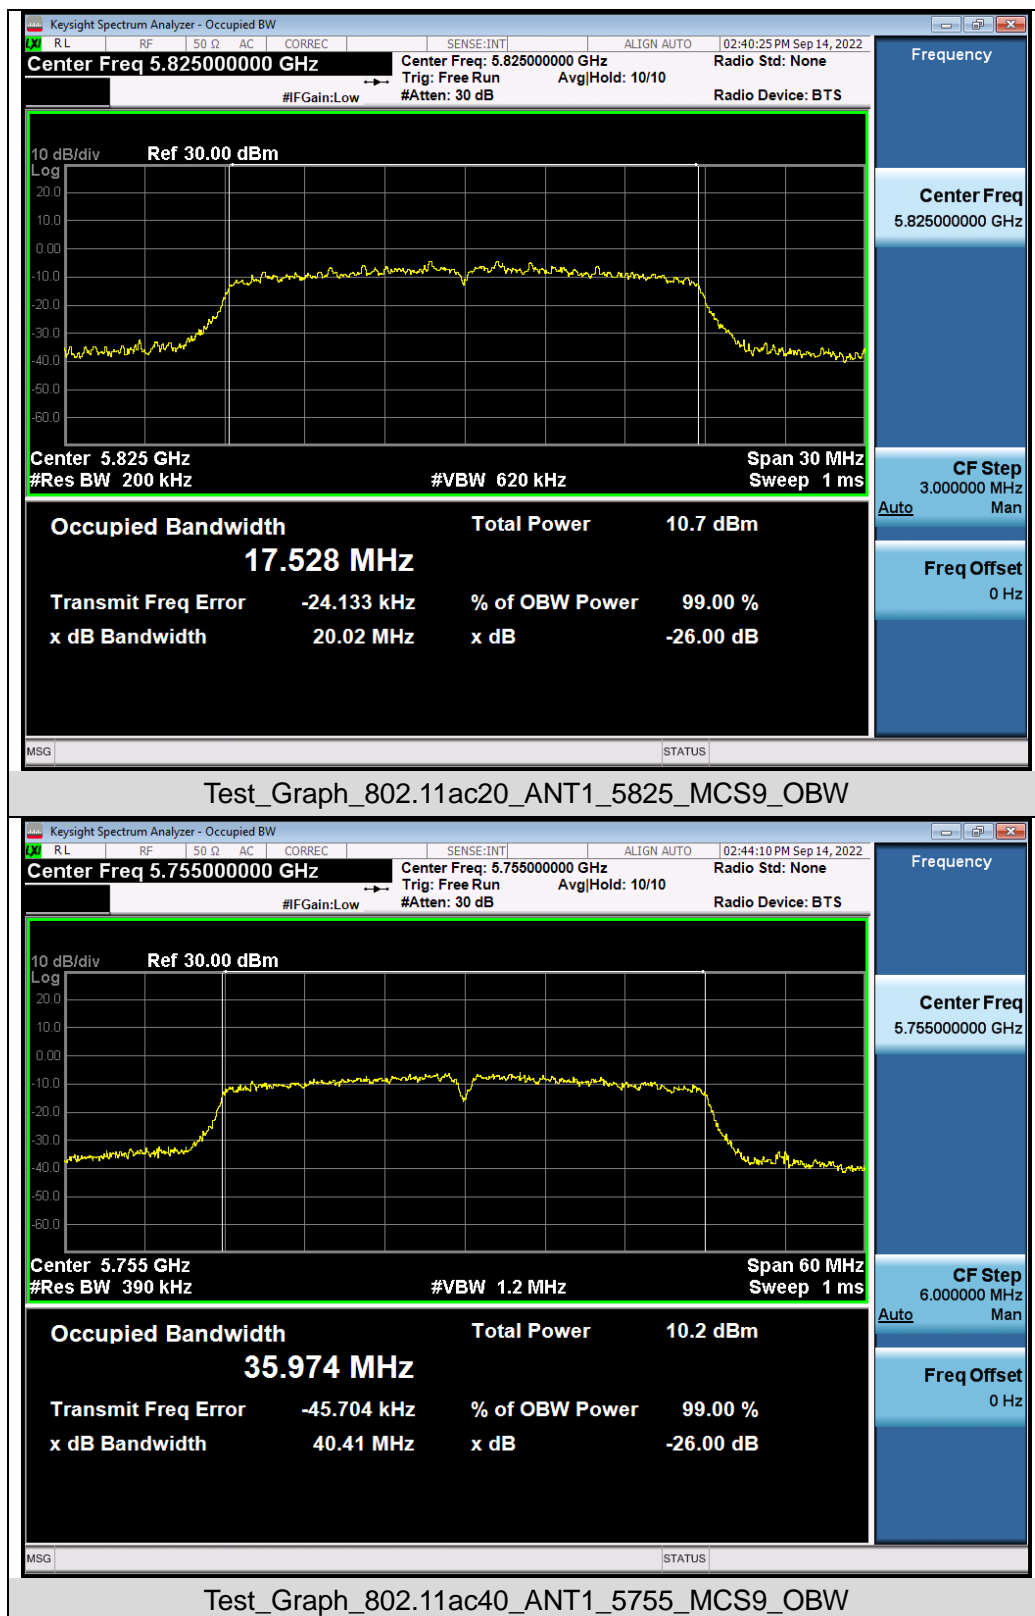 Keysight Spectrum Analyzer - Occupied BW
LXI RL RF 50 Ω AC CORREC SENSE:INT ALIGN AUTO 02:40:25 PM Sep 14, 2022
Center Freq 5.825000000 GHz
Center Freq: 5.825000000 GHz Radio Std: None
Trig: Free Run Avg|Hold: 10/10
#IFGain:Low #Atten: 30 dB Radio Device: BTS
Frequency
10 dB/div Ref 30.00 dBm
Log
20.0
10.0
0.00
-10.0
-20.0
-30.0
-40.0
-50.0
-60.0
Center Freq
5.825000000 GHz
Center 5.825 GHz Span 30 MHz
#Res BW 200 kHz #VBW 620 kHz Sweep 1 ms
CF Step
3.000000 MHz
Auto Man
Occupied Bandwidth Total Power 10.7 dBm
17.528 MHz
Transmit Freq Error -24.133 kHz % of OBW Power 99.00 %
x dB Bandwidth 20.02 MHz x dB -26.00 dB
Freq Offset
0 Hz
MSG STATUS
Test_Graph_802.11ac20_ANT1_5825_MCS9_OBW
Keysight Spectrum Analyzer - Occupied BW
LXI RL RF 50 Ω AC CORREC SENSE:INT ALIGN AUTO 02:44:10 PM Sep 14, 2022
Center Freq 5.755000000 GHz
Center Freq: 5.755000000 GHz Radio Std: None
Trig: Free Run Avg|Hold: 10/10
#IFGain:Low #Atten: 30 dB Radio Device: BTS
Frequency
10 dB/div Ref 30.00 dBm
Log
20.0
10.0
0.00
-10.0
-20.0
-30.0
-40.0
-50.0
-60.0
Center Freq
5.755000000 GHz
Center 5.755 GHz Span 60 MHz
#Res BW 390 kHz #VBW 1.2 MHz Sweep 1 ms
CF Step
6.000000 MHz
Auto Man
Occupied Bandwidth Total Power 10.2 dBm
35.974 MHz
Transmit Freq Error -45.704 kHz % of OBW Power 99.00 %
x dB Bandwidth 40.41 MHz x dB -26.00 dB
Freq Offset
0 Hz
MSG STATUS
Test_Graph_802.11ac40_ANT1_5755_MCS9_OBW